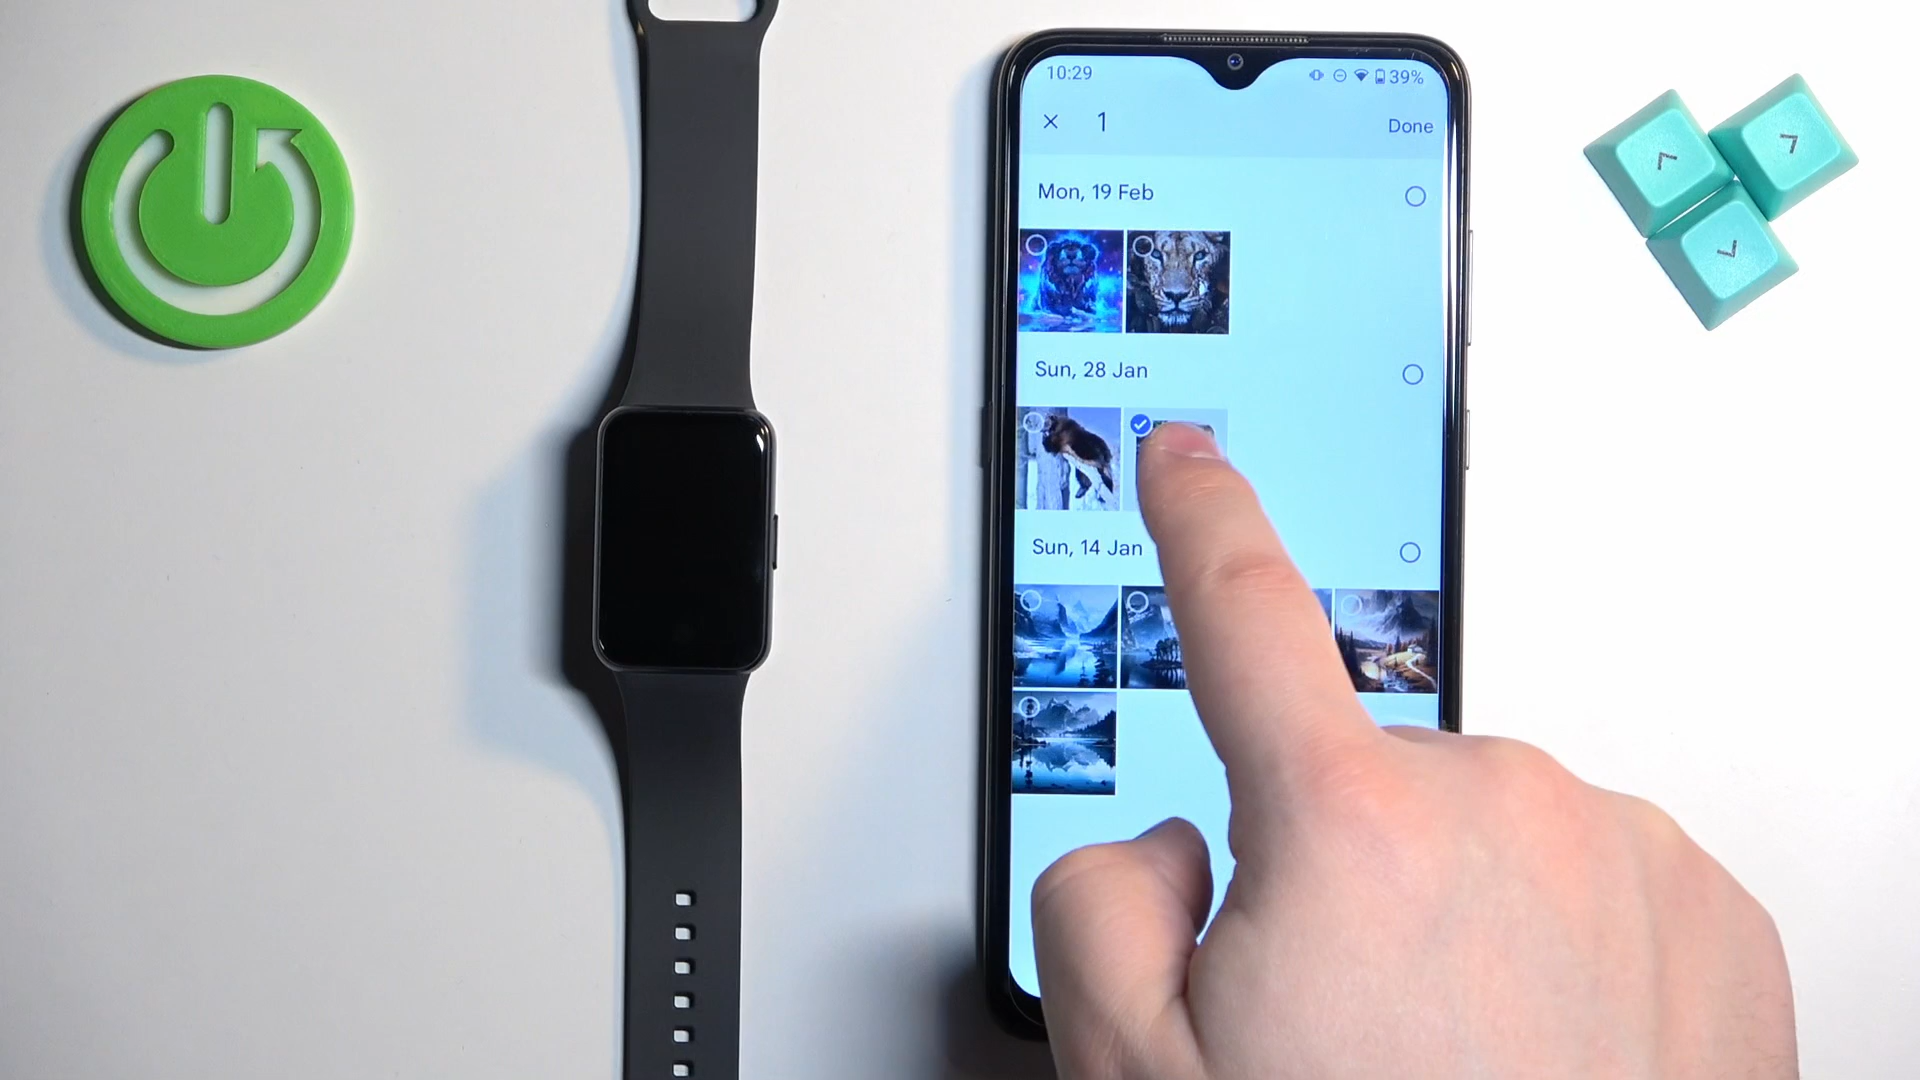 10:29
39%
1
Done
Mon, 19 Feb
Sun, 28 Jan
Sun, 14 Jan